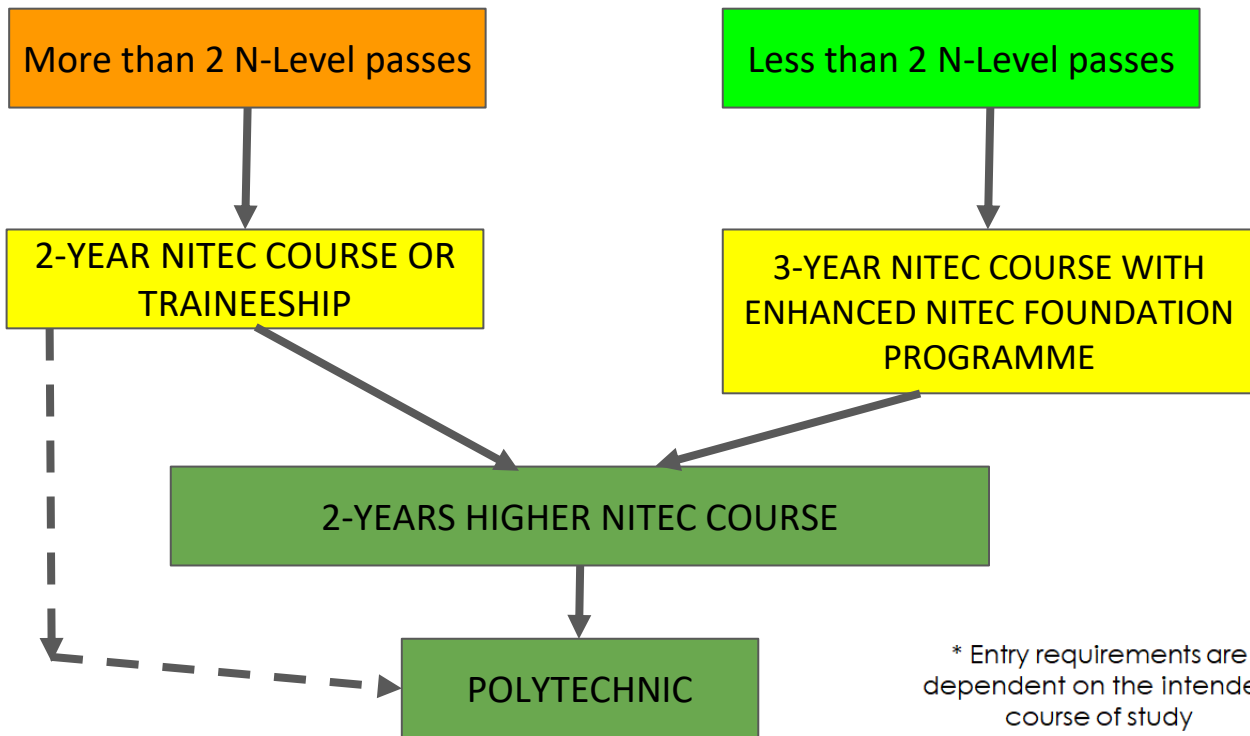 More than 2 N-Level passes
Less than 2 N-Level passes
2-YEAR NITEC COURSE OR
TRAINEESHIP
3-YEAR NITEC COURSE WITH
ENHANCED NITEC FOUNDATION
PROGRAMME
2-YEARS HIGHER NITEC COURSE
POLYTECHNIC
* Entry requirements are
dependent on the intende
course of study